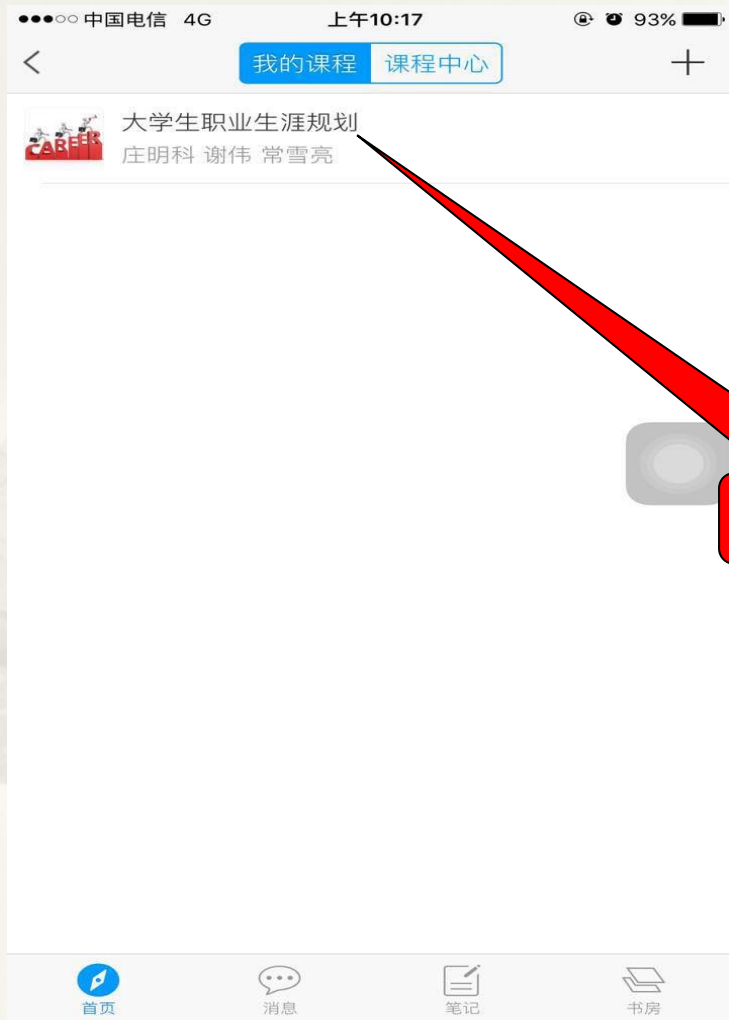 中国电信 4G 上午10:17 93%
我的课程 课程中心
大学生职业生涯规划
CAREER
庄明科 谢伟 常雪亮
首页 消息 笔记 书房